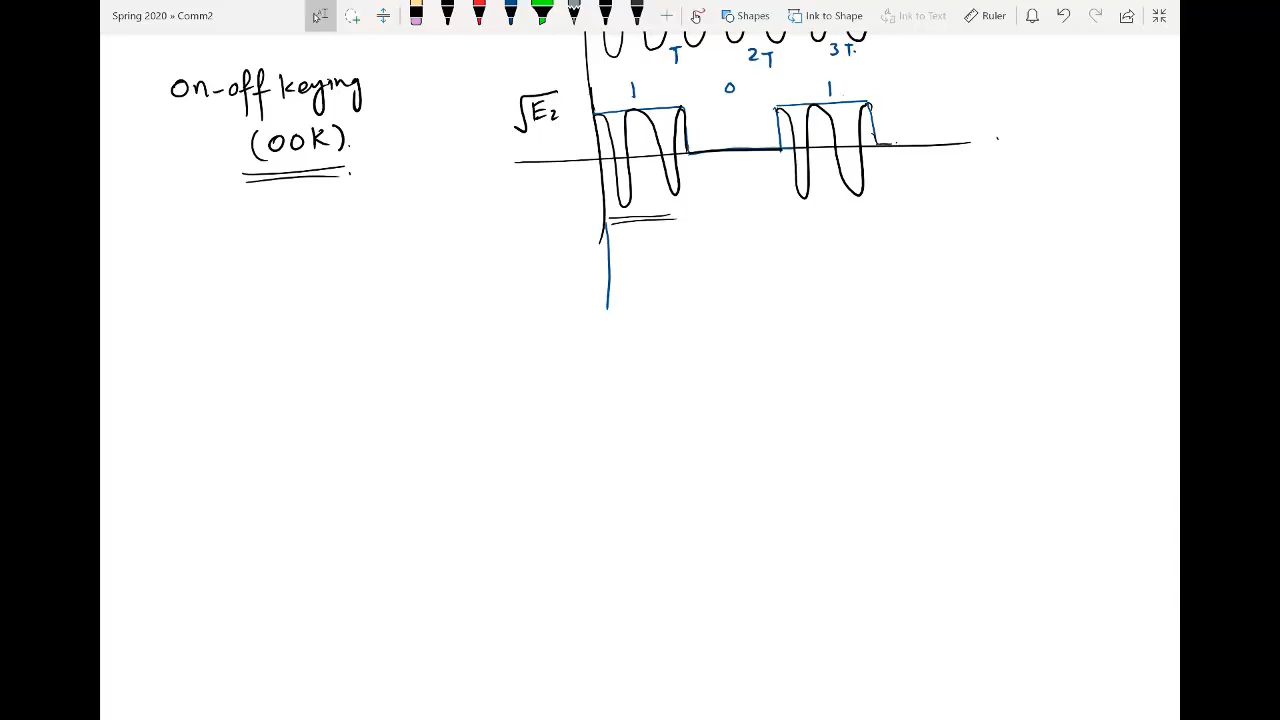 Spring 2020 » Comm2
Shapes
Ink to Shape
Ink to Text
Ruler
T 2T 3T.
On-off keying
(OOK).
1 0 1
√E2